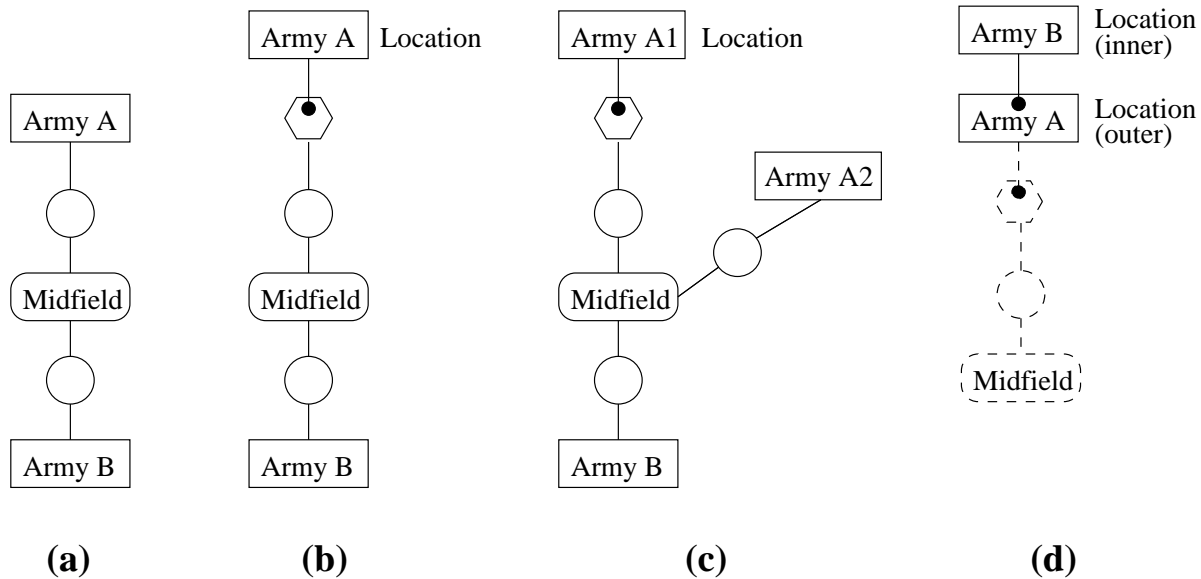 Army A
Midfield
Army B
(a)
Army A Location
Midfield
Army B
(b)
Army A1 Location
Army A2
Midfield
Army B
(c)
Army B
Location
(inner)
Army A
Location
(outer)
Midfield
(d)